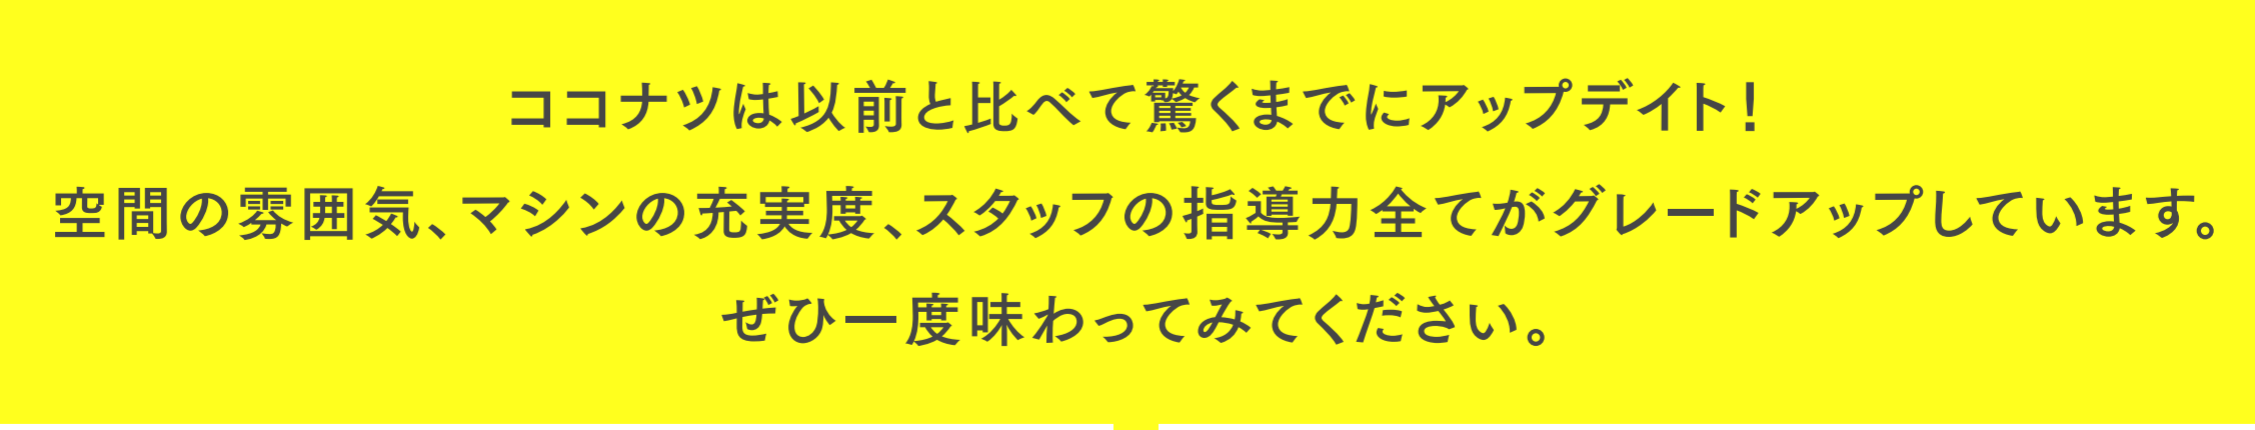 ココナツは以前と比べて驚くまでにアップデイト！
空間の雰囲気、マシンの充実度、スタッフの指導力全てがグレードアップしています。
ぜひ一度味わってみてください。